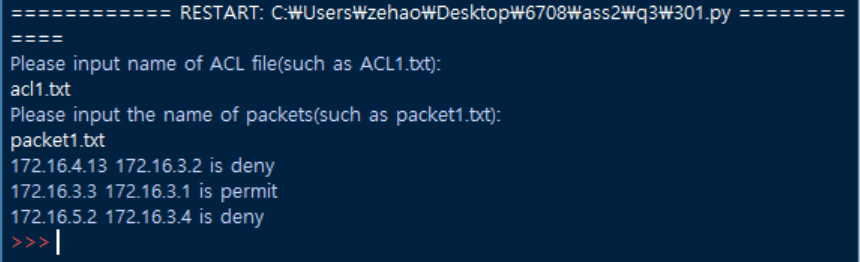 ============ RESTART: C:₩Users₩zehao₩Desktop₩6708₩ass2₩q3₩301.py ========
====
Please input name of ACL file(such as ACL1.txt):
acl1.txt
Please input the name of packets(such as packet1.txt):
packet1.txt
172.16.4.13 172.16.3.2 is deny
172.16.3.3 172.16.3.1 is permit
172.16.5.2 172.16.3.4 is deny
>>>